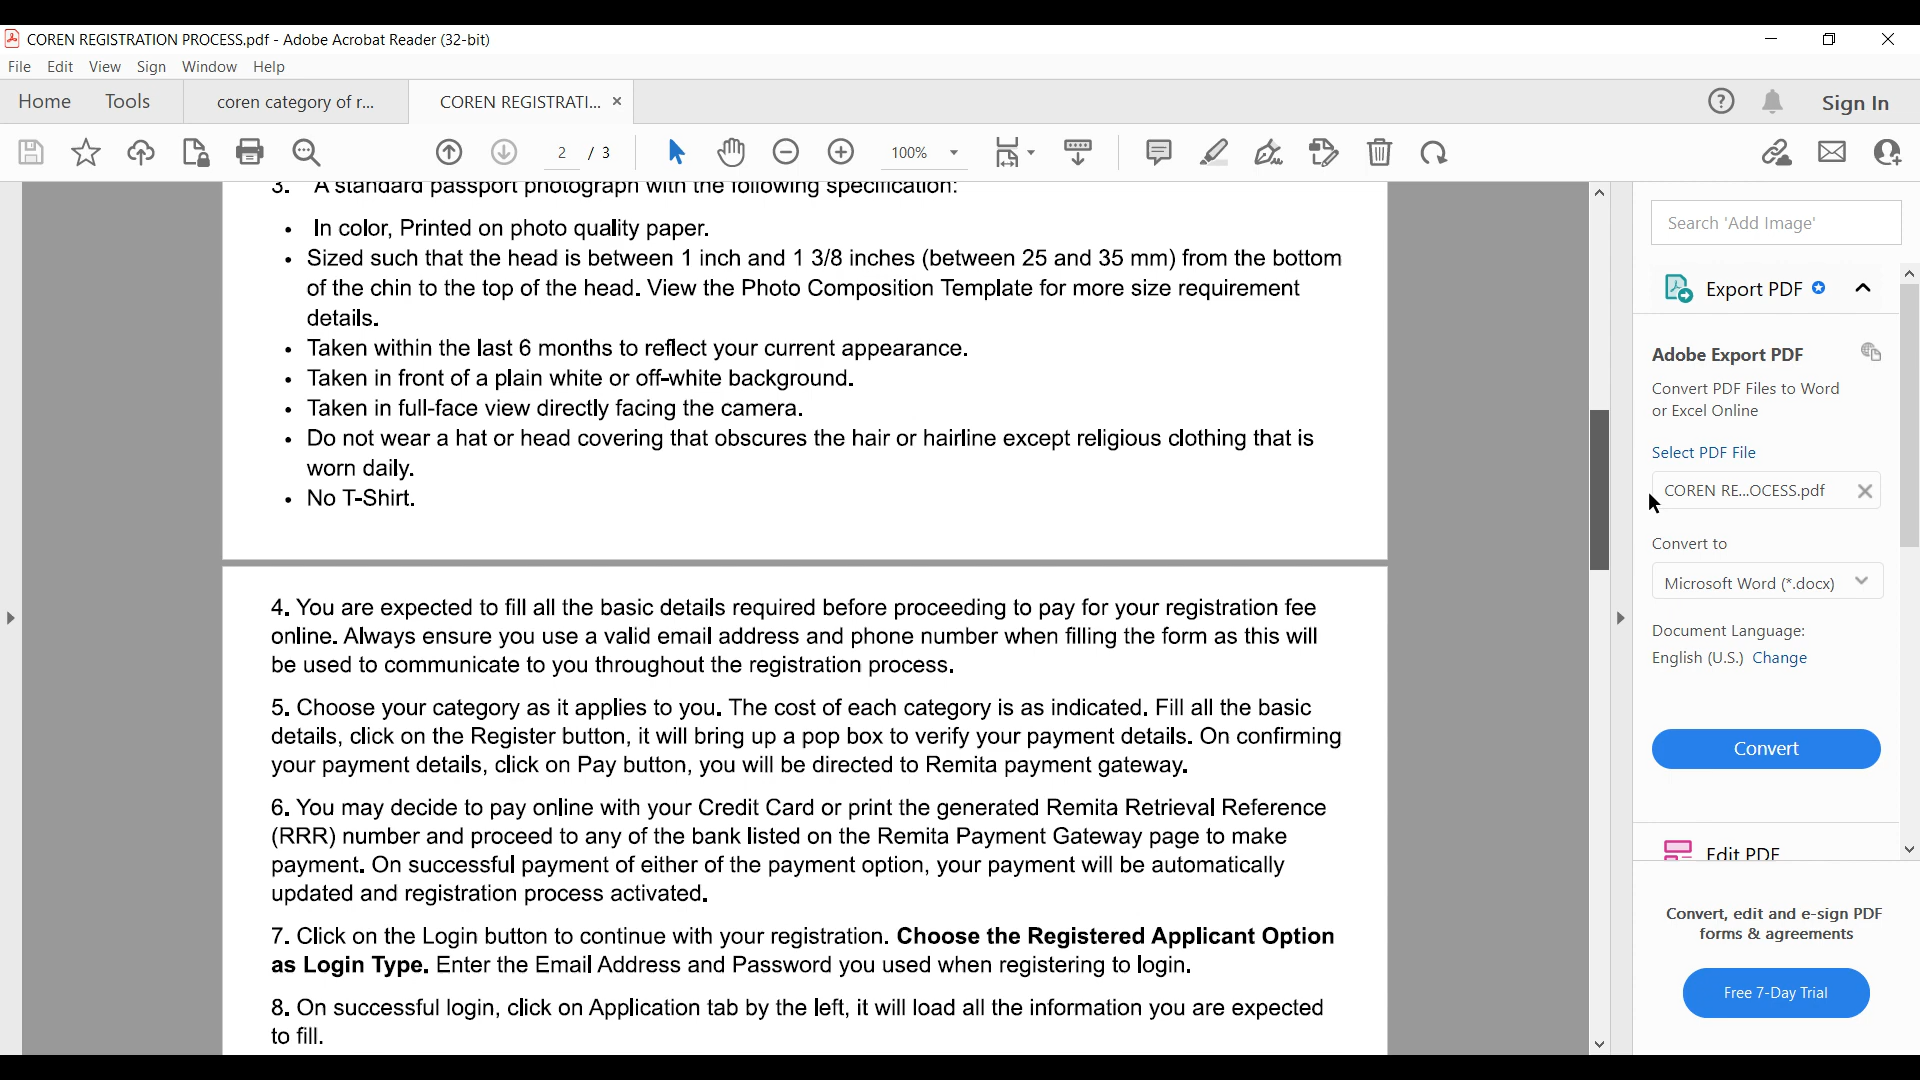 COREN REGISTRATION PROCESS.pdf - Adobe Acrobat Reader (32-bit)
File Edit View Sign Window Help
Home Tools coren category of r... COREN REGISTRATI... × Sign In
2 / 3 100%
3. A standard passport photograph with the following specification:
• In color, Printed on photo quality paper.
• Sized such that the head is between 1 inch and 1 3/8 inches (between 25 and 35 mm) from the bottom
of the chin to the top of the head. View the Photo Composition Template for more size requirement
details.
• Taken within the last 6 months to reflect your current appearance.
• Taken in front of a plain white or off-white background.
• Taken in full-face view directly facing the camera.
• Do not wear a hat or head covering that obscures the hair or hairline except religious clothing that is
worn daily.
• No T-Shirt.
4. You are expected to fill all the basic details required before proceeding to pay for your registration fee
online. Always ensure you use a valid email address and phone number when filling the form as this will
be used to communicate to you throughout the registration process.
5. Choose your category as it applies to you. The cost of each category is as indicated. Fill all the basic
details, click on the Register button, it will bring up a pop box to verify your payment details. On confirming
your payment details, click on Pay button, you will be directed to Remita payment gateway.
6. You may decide to pay online with your Credit Card or print the generated Remita Retrieval Reference
(RRR) number and proceed to any of the bank listed on the Remita Payment Gateway page to make
payment. On successful payment of either of the payment option, your payment will be automatically
updated and registration process activated.
7. Click on the Login button to continue with your registration. Choose the Registered Applicant Option
as Login Type. Enter the Email Address and Password you used when registering to login.
8. On successful login, click on Application tab by the left, it will load all the information you are expected
to fill.
Search 'Add Image'
Export PDF
Adobe Export PDF
Convert PDF Files to Word
or Excel Online
Select PDF File
COREN RE...OCESS.pdf
Convert to
Microsoft Word (*.docx)
Document Language:
English (U.S.) Change
Convert
Edit PDF
Convert, edit and e-sign PDF
forms & agreements
Free 7-Day Trial